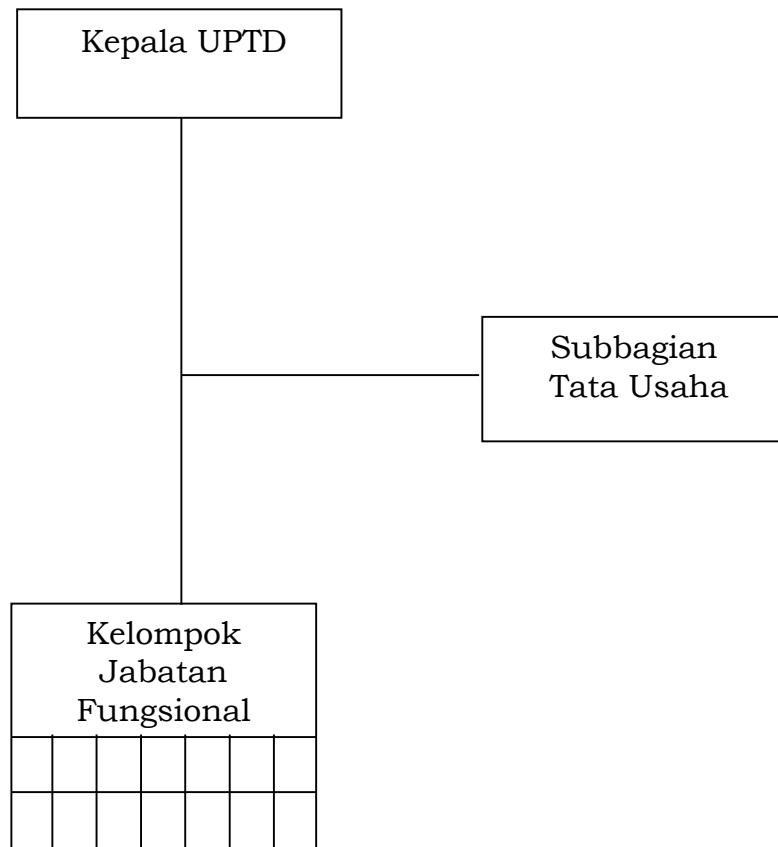 Kepala UPTD
Subbagian
Tata Usaha
Kelompok
Jabatan
Fungsional